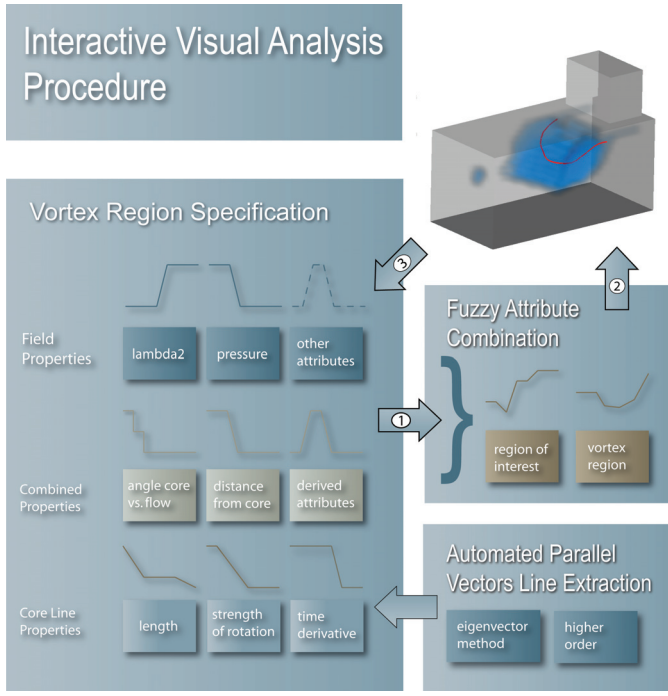 Interactive Visual Analysis
Procedure
Vortex Region Specification
3
2
Fuzzy Attribute
Combination
Field
Properties
lambda2
pressure
other
attributes
1
}
region of
interest
vortex
region
Combined
Properties
angle core
vs. flow
distance
from core
derived
attributes
Automated Parallel
Vectors Line Extraction
Core Line
Properties
length
strength
of rotation
time
derivative
eigenvector
method
higher
order